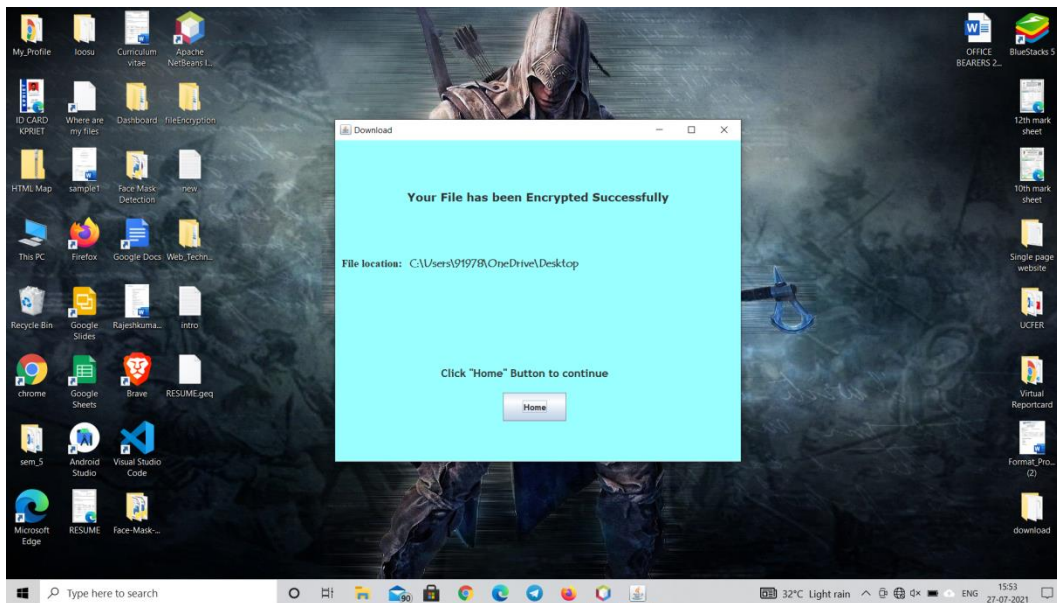 My_Profile
loosu
Curriculum
vitae
Apache
NetBeans I...
OFFICE
BEARERS 2...
BlueStacks 5
ID CARD
KPRIET
Where are
my files
Dashboard
fileEncryption
12th mark
sheet
HTML Map
sample1
Face Mask
Detection
new
10th mark
sheet
This PC
Firefox
Google Docs
Web_Techn...
Single page
website
Recycle Bin
Google
Slides
Rajeshkuma...
intro
UCFER
chrome
Google
Sheets
Brave
RESUME.geq
Virtual
Reportcard
sem_5
Android
Studio
Visual Studio
Code
Format_Pro...
(2)
Microsoft
Edge
RESUME
Face-Mask-...
download
Download
Your File has been Encrypted Successfully
File location: C:\Users\91978\OneDrive\Desktop
Click "Home" Button to continue
Home
Type here to search
90
32°C Light rain
ENG
15:53
27-07-2021